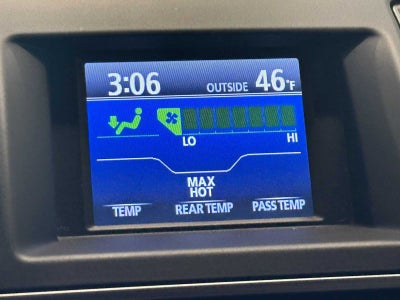 3:06 OUTSIDE 46°F
LO HI
MAX
HOT
TEMP REAR TEMP PASS TEMP